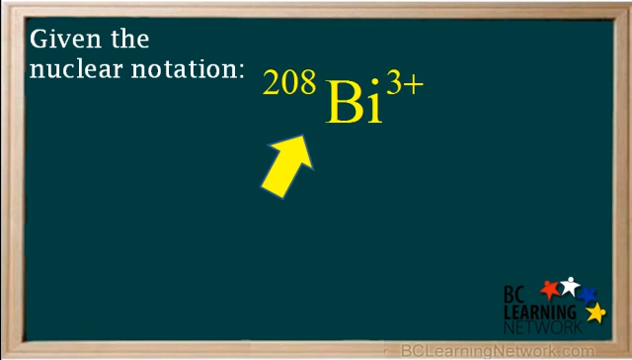 Given the
nuclear notation:
208Bi3+
BC
LEARNING
NETWORK
BCLearningNetwork.com